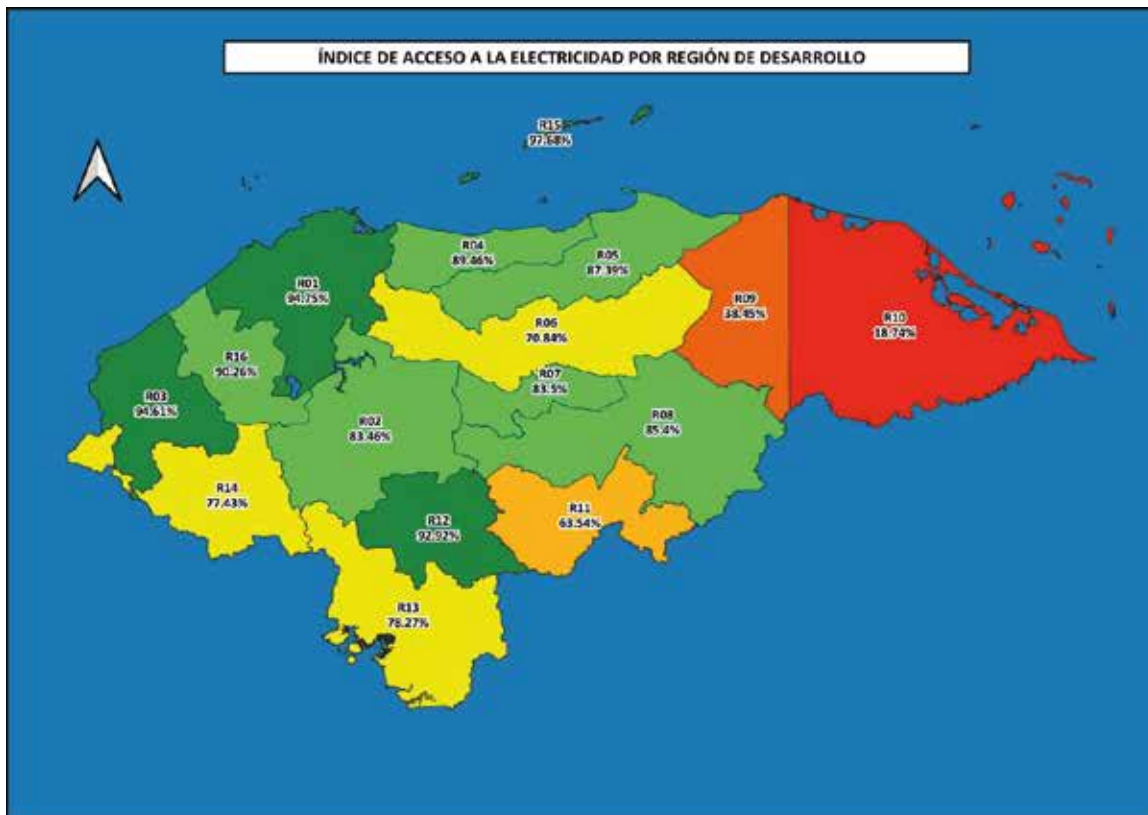 ÍNDICE DE ACCESO A LA ELECTRICIDAD POR REGIÓN DE DESARROLLO
R15
97.68%
R04
89.46%
R05
87.39%
R01
94.75%
R09
38.45%
R10
18.74%
R06
70.84%
R16
90.26%
R07
83.5%
R03
94.61%
R02
83.46%
R08
85.4%
R14
77.43%
R11
63.54%
R12
92.92%
R13
78.27%